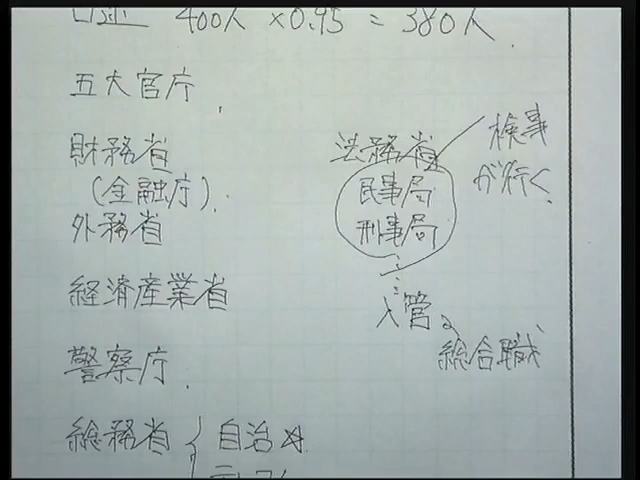 400人 ×0.95 = 380人.
五大官庁.
財務省
(金融庁).
外務省
経済産業省
警察庁.
総務省 { 自治
法務省
民事局
刑事局
検事
が行く.
入管
総合職